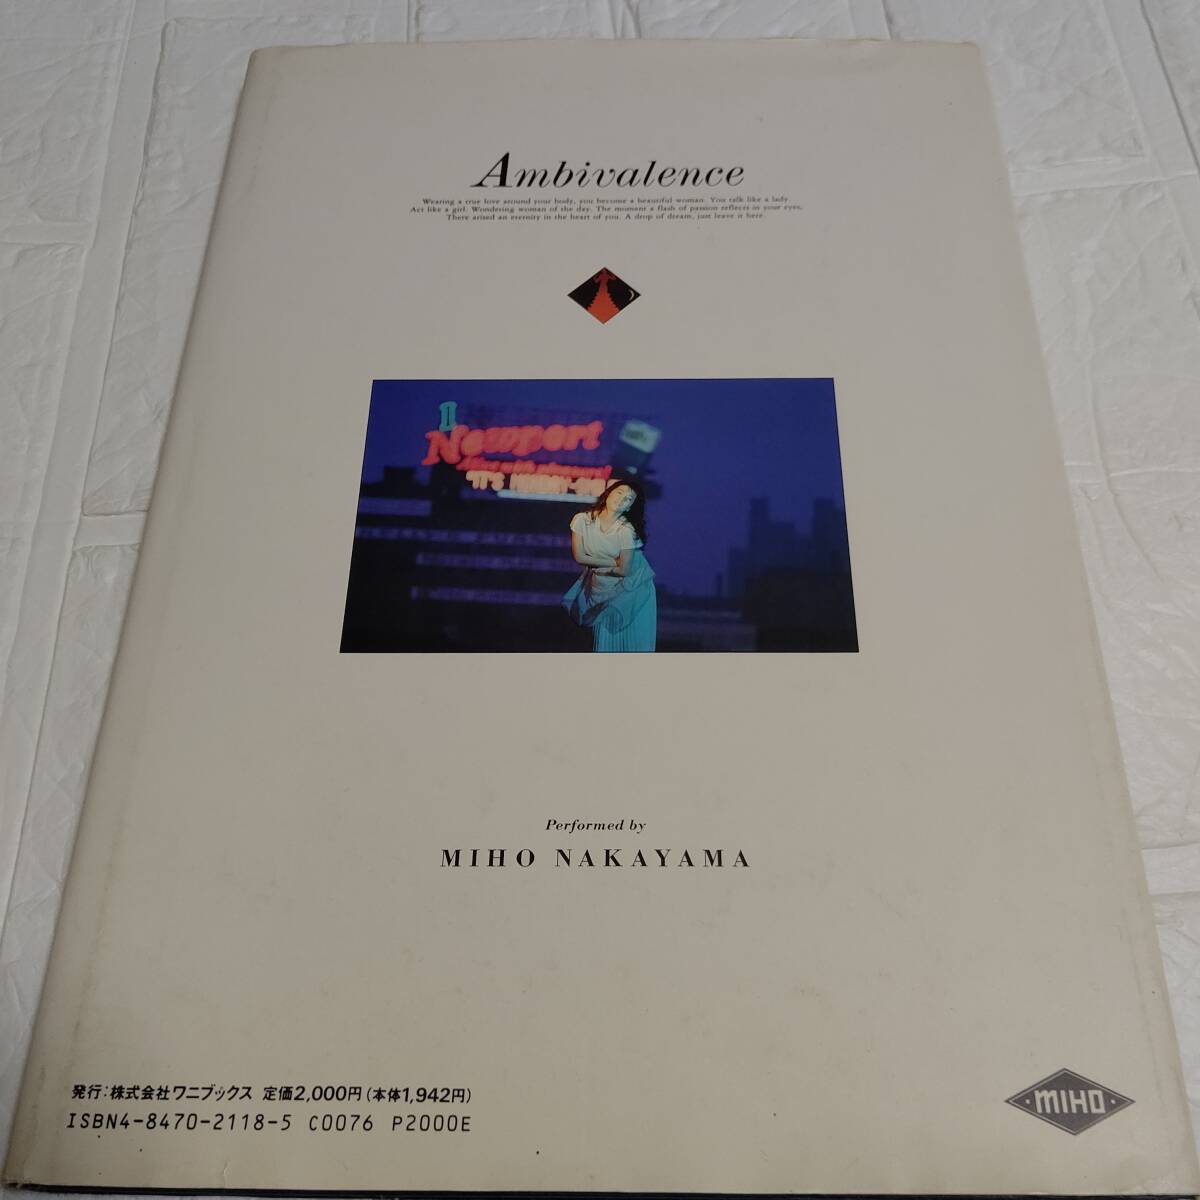 Ambivalence
Wearing a true love around your body, you become a beautiful woman. You talk like a lady.
Act like a girl. Wondering woman of the day. The moment a flash of passion reflects in your eyes,
There arised an eternity in the heart of you. A drop of dream, just leave it here.
Newport
Alive with pleasure!
Performed by
MIHO NAKAYAMA
発行:株式会社ワニブックス 定価2,000円(本体1,942円)
ISBN4-8470-2118-5 C0076 P2000E
·MIHO·